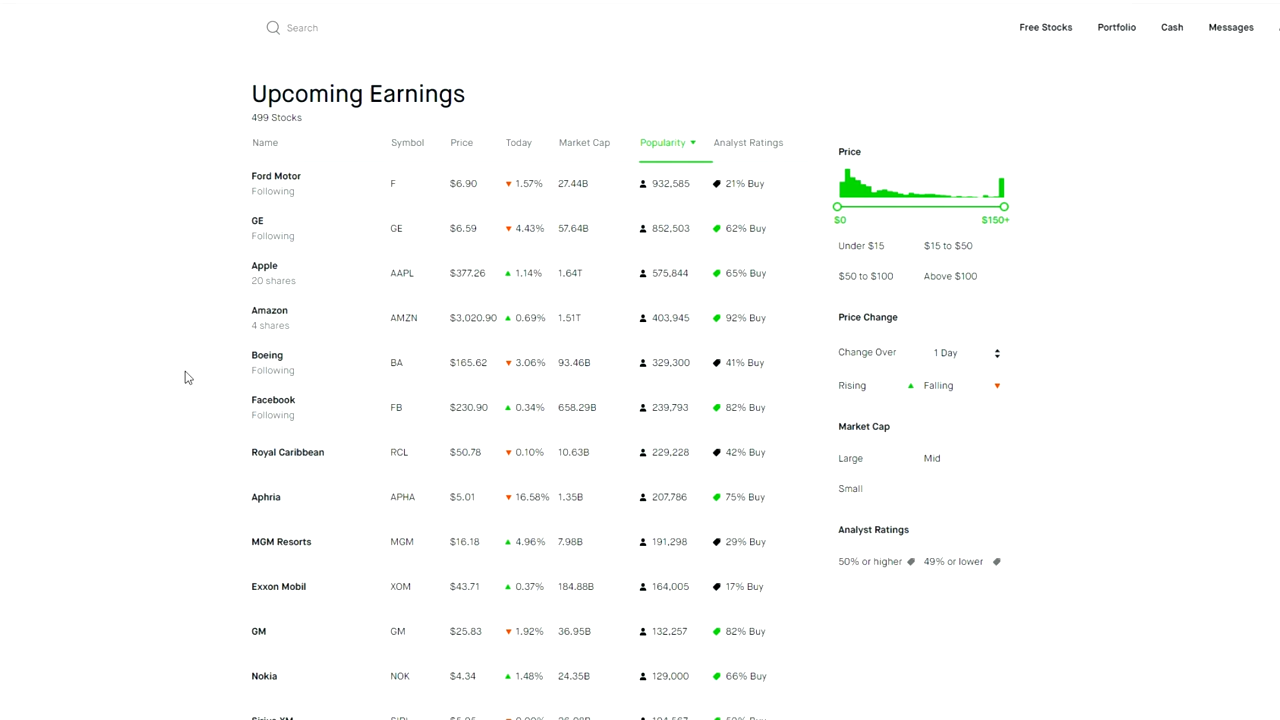 Search
Free Stocks Portfolio Cash Messages
Upcoming Earnings
499 Stocks
Name Symbol Price Today Market Cap Popularity Analyst Ratings
Ford Motor
Following
F $6.90 1.57% 27.44B 932,585 21% Buy
GE
Following
GE $6.59 4.43% 57.64B 852,503 62% Buy
Apple
20 shares
AAPL $377.26 1.14% 1.64T 575,844 65% Buy
Amazon
4 shares
AMZN $3,020.90 0.69% 1.51T 403,945 92% Buy
Boeing
Following
BA $165.62 3.06% 93.46B 329,300 41% Buy
Facebook
Following
FB $230.90 0.34% 658.29B 239,793 82% Buy
Royal Caribbean RCL $50.78 0.10% 10.63B 229,228 42% Buy
Aphria APHA $5.01 16.58% 1.35B 207,786 75% Buy
MGM Resorts MGM $16.18 4.96% 7.98B 191,298 29% Buy
Exxon Mobil XOM $43.71 0.37% 184.88B 164,005 17% Buy
GM GM $25.83 1.92% 36.95B 132,257 82% Buy
Nokia NOK $4.34 1.48% 24.35B 129,000 66% Buy
Price
$0 $150+
Under $15 $15 to $50
$50 to $100 Above $100
Price Change
Change Over 1 Day
Rising Falling
Market Cap
Large Mid
Small
Analyst Ratings
50% or higher 49% or lower